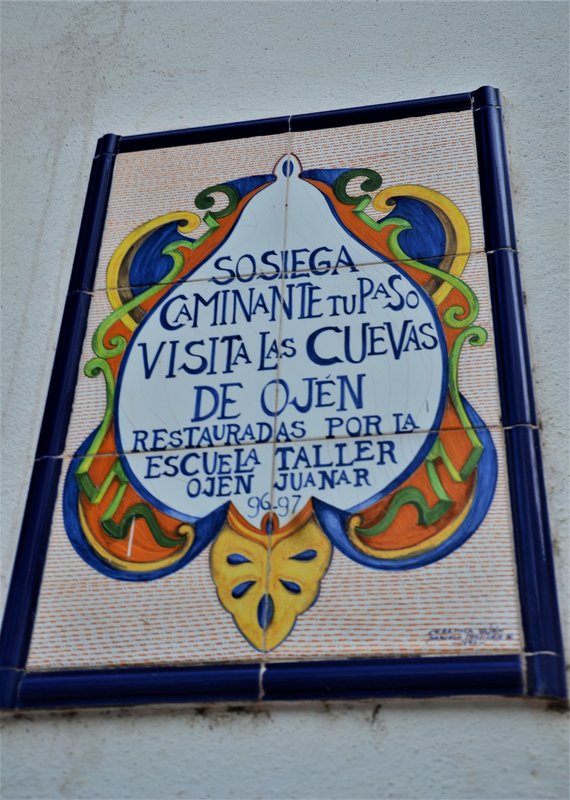 SOSIEGA
CAMINANTE TU PASO
VISITA LAS CUEVAS
DE OJÉN
RESTAURADAS POR LA
ESCUELA TALLER
OJEN JUANAR
96-97